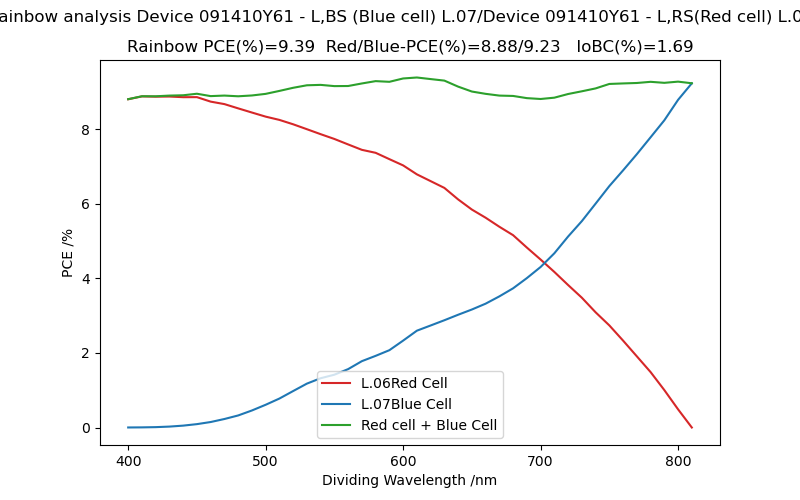 ainbow analysis Device 091410Y61 - L,BS (Blue cell) L.07/Device 091410Y61 - L,RS(Red cell) L.0
Rainbow PCE(%)=9.39 Red/Blue-PCE(%)=8.88/9.23 IoBC(%)=1.69
PCE /%
8
6
4
2
0
L.06Red Cell
L.07Blue Cell
Red cell + Blue Cell
400 500 600 700 800
Dividing Wavelength /nm